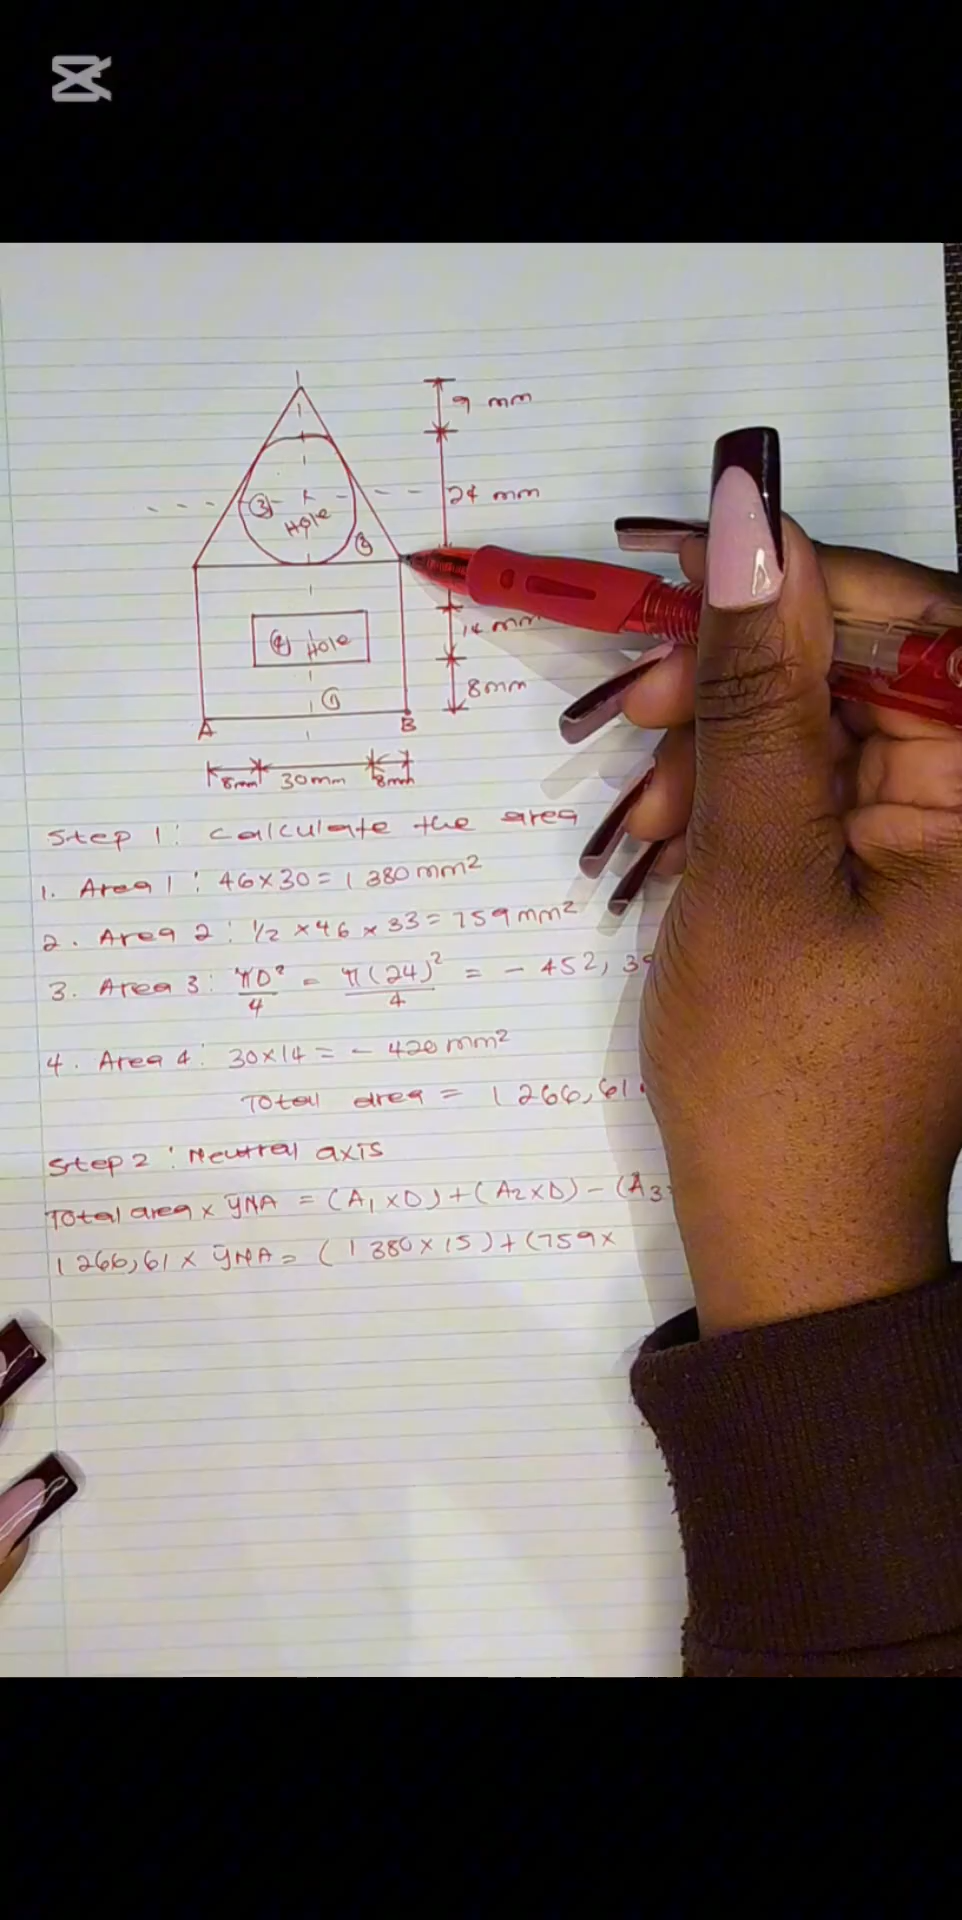 9 mm
24 mm
3
Hole
2
14 mm
4 Hole
8mm
1
A
B
8mm 30mm 8mm
Step 1: Calculate the area
1. Area 1 : 46×30 = 1 380 mm²
2. Area 2 : 1/2 × 46 × 33 = 759 mm²
3. Area 3 : πD²/4 = π(24)²/4 = - 452,39
4. Area 4 : 30×14 = - 420 mm²
Total area = 1 266,61
Step 2 : Neutral axis
Total area × ȳNA = (A₁ × D) + (A2 × D) - (A3
1 266,61 × ȳNA = ( 1 380 × 15 ) + (759 ×